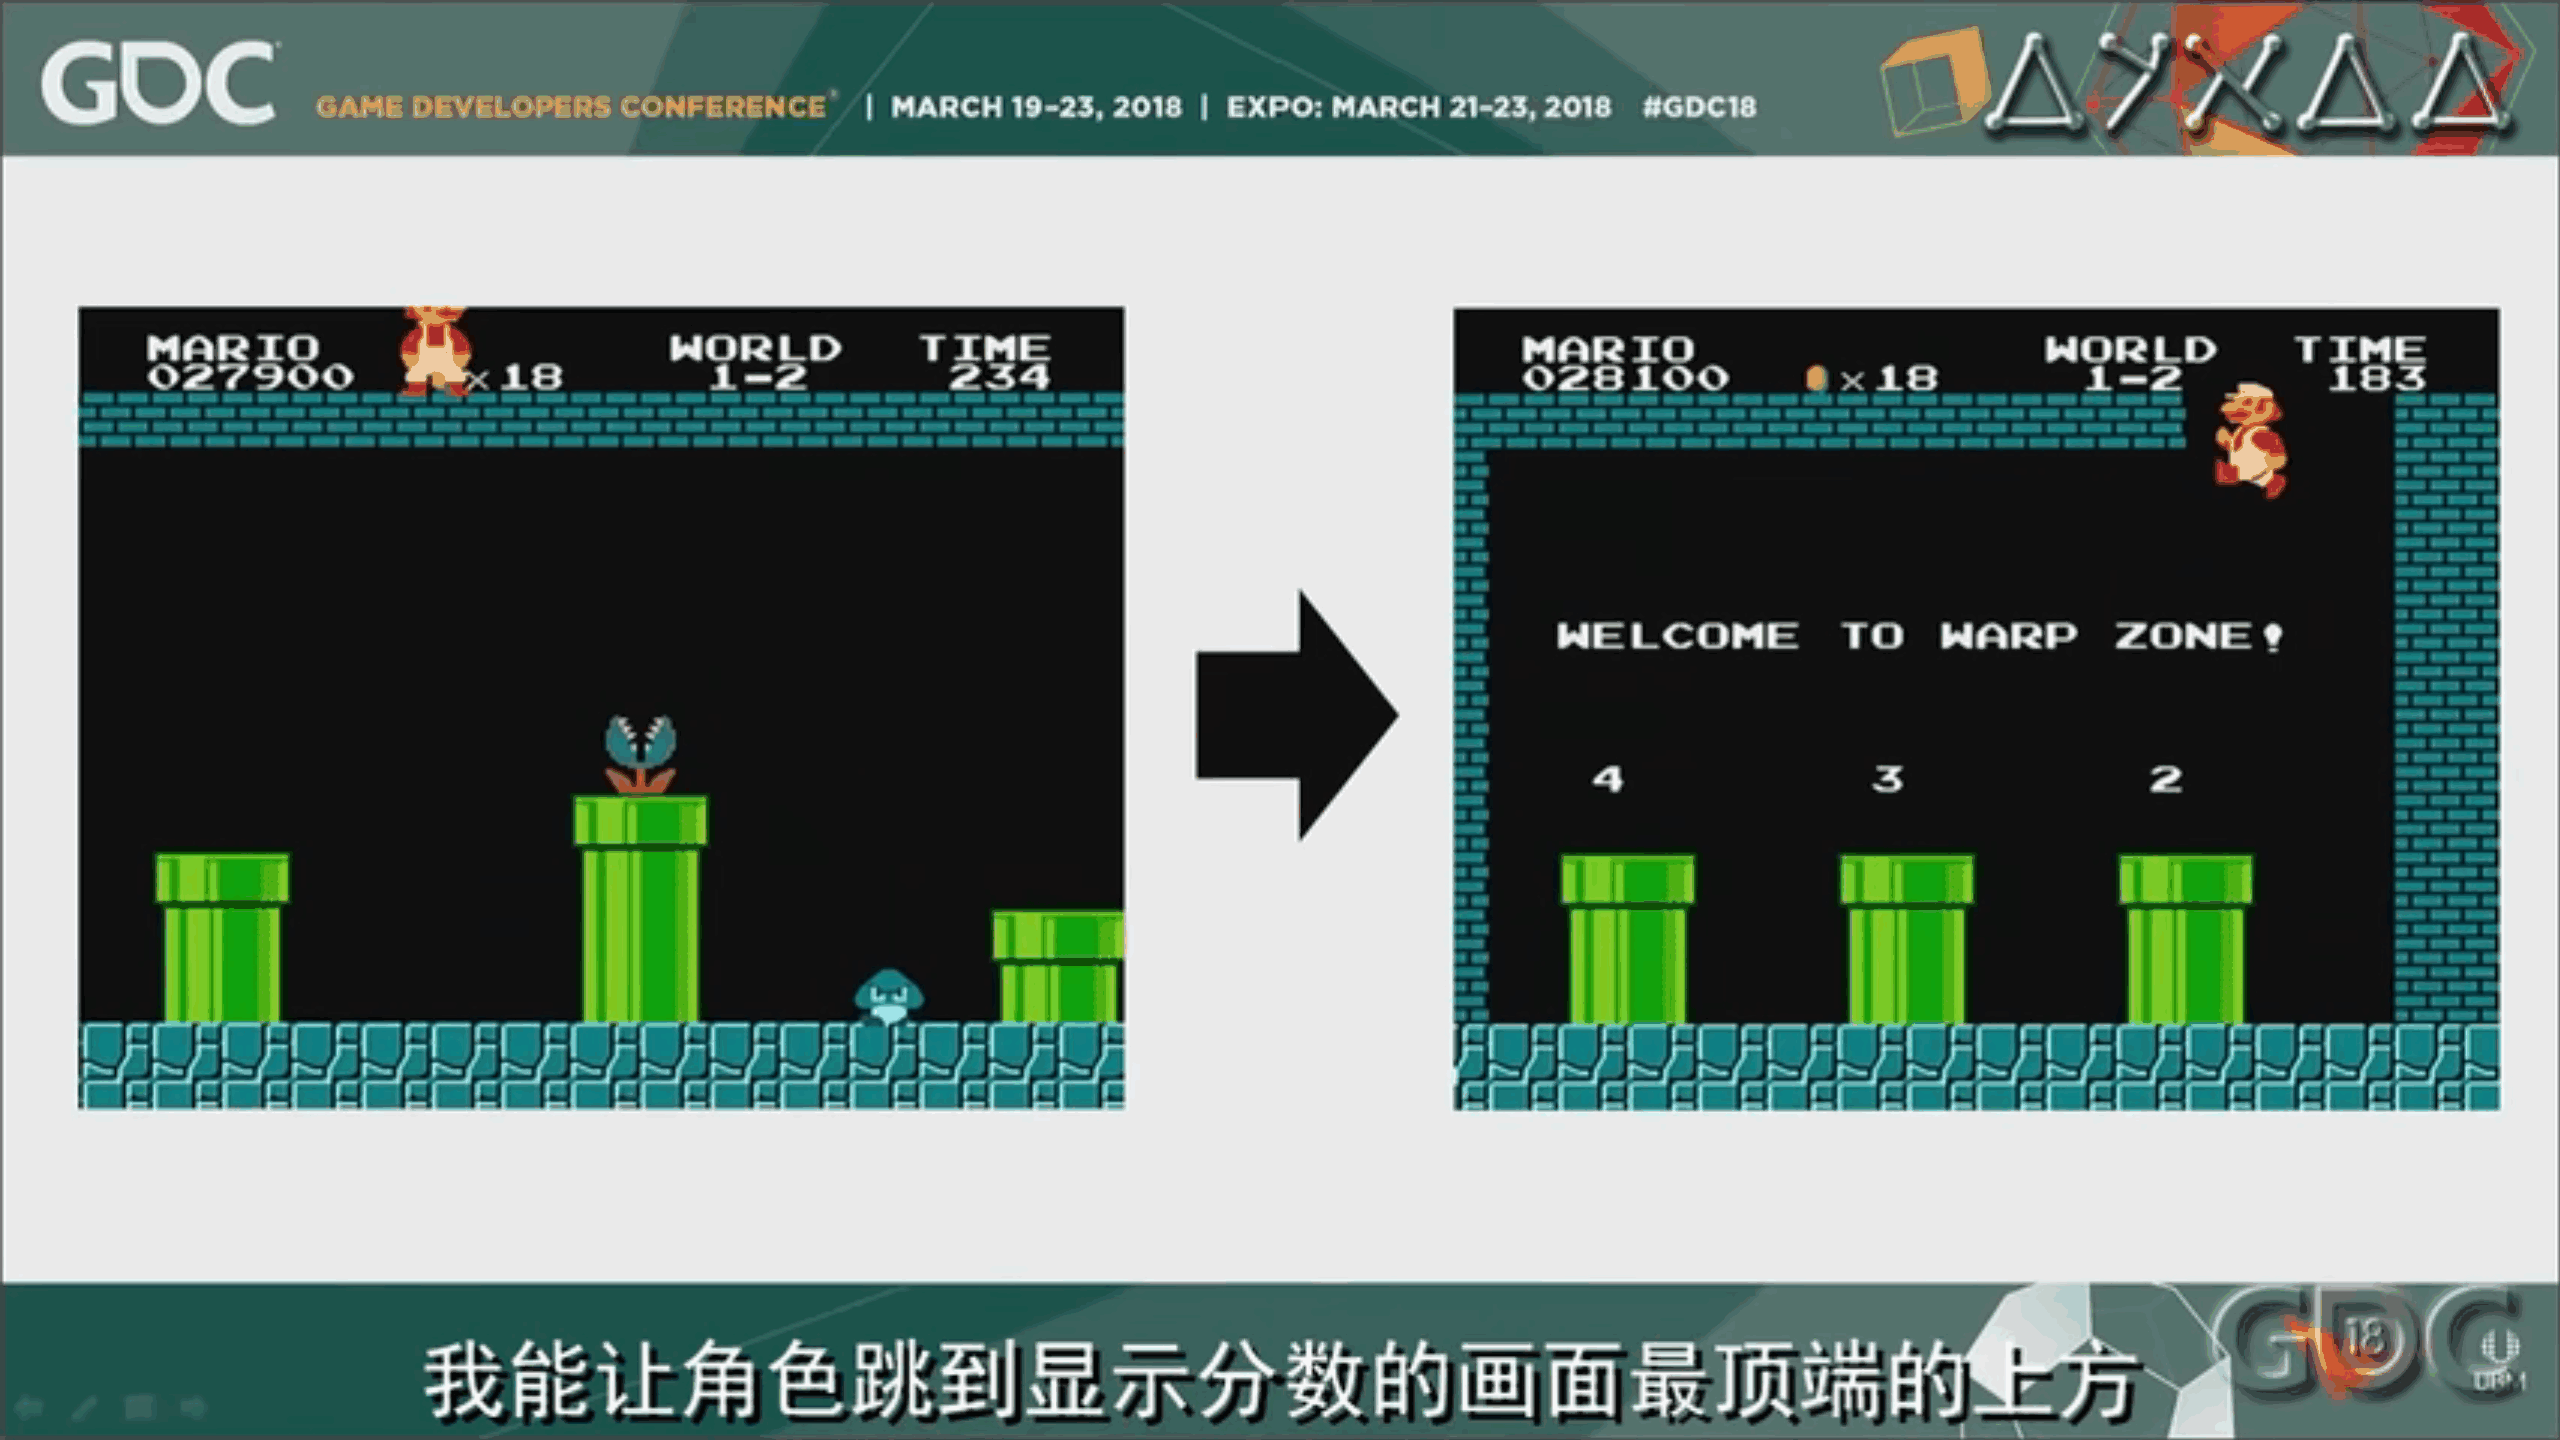 GDC
GAME DEVELOPERS CONFERENCE® | MARCH 19–23, 2018 | EXPO: MARCH 21–23, 2018 #GDC18
MARIO WORLD TIME
027900 ×18 1-2 234
MARIO WORLD TIME
028100 ×18 1-2 183
WELCOME TO WARP ZONE!
4 3 2
GDC
18
UBM
我能让角色跳到显示分数的画面最顶端的上方